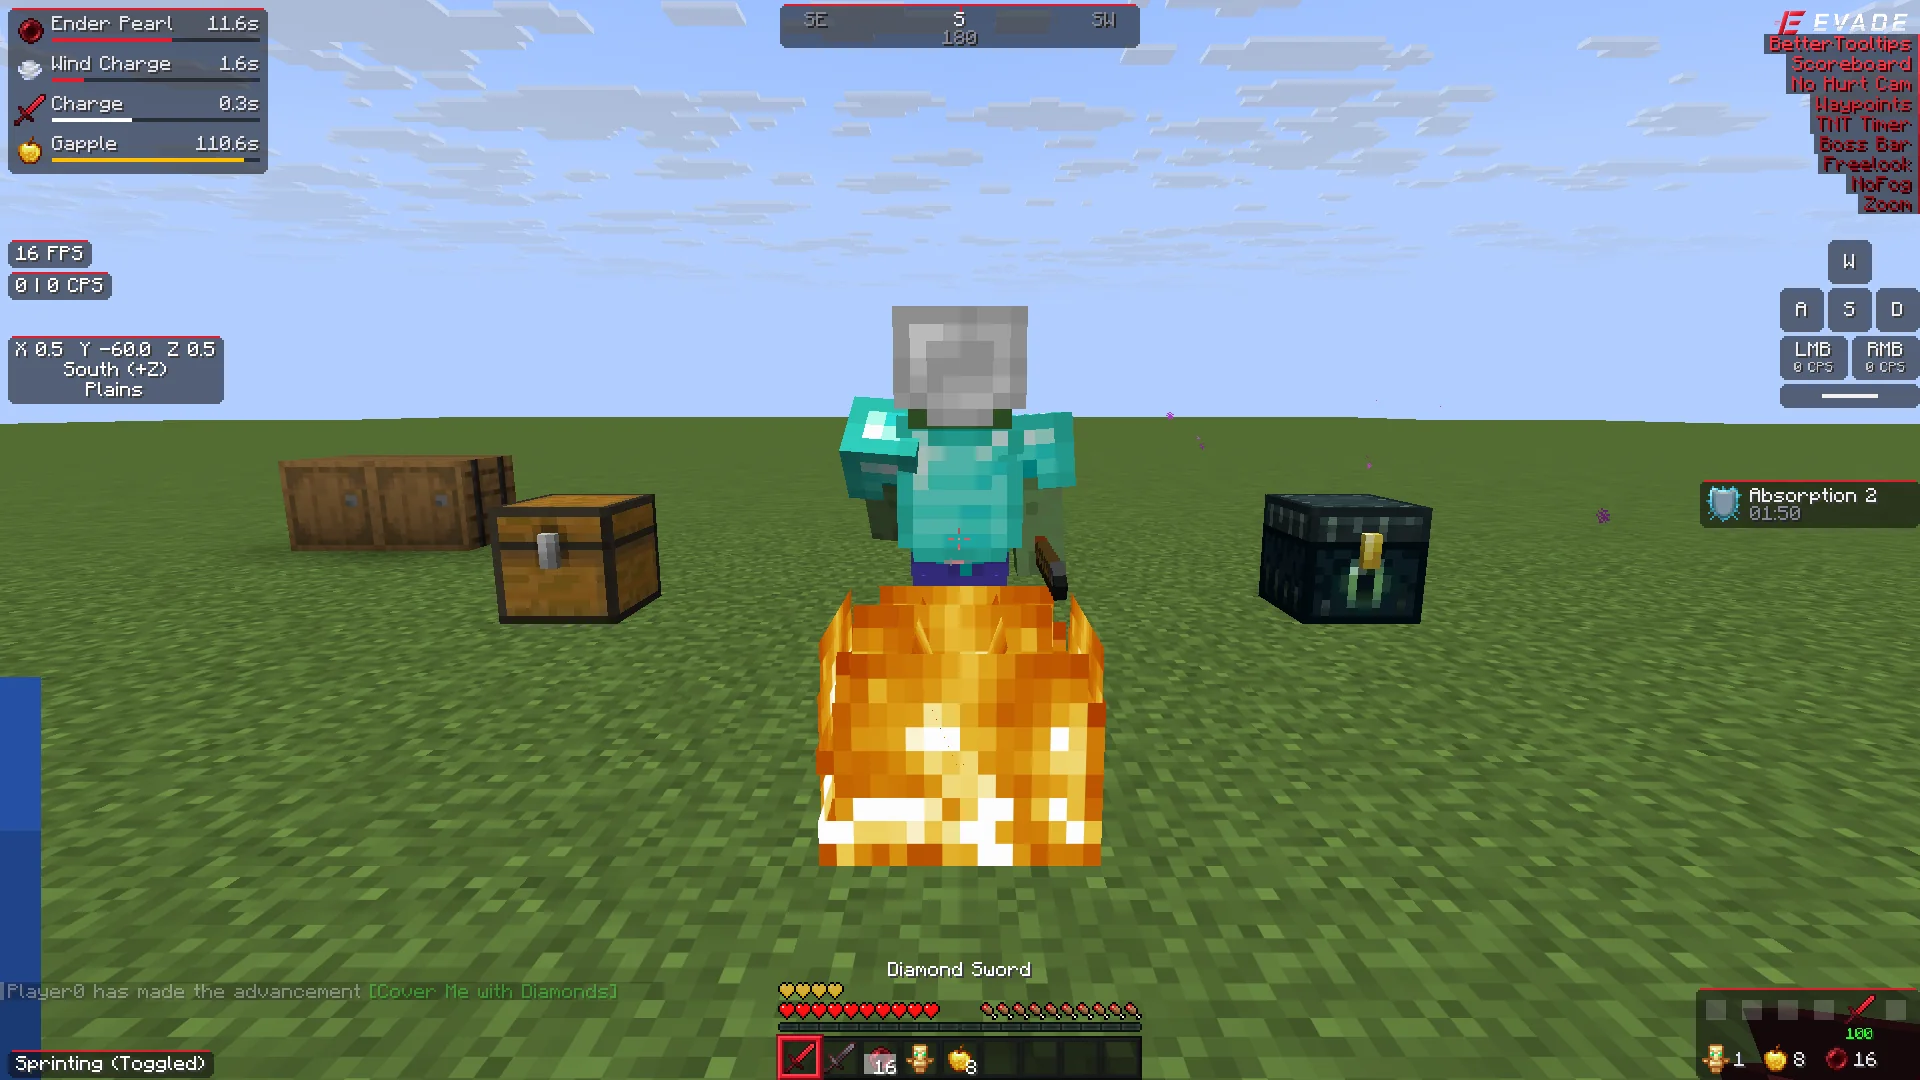 Ender Pearl 11.6s
Wind Charge 1.6s
Charge 0.3s
Gapple 110.6s
16 FPS
0 | 0 CPS
X 0.5 Y -60.0 Z 0.5
South (+Z)
Plains
SE S SW
180
EVADE
BetterTooltips
Scoreboard
No Hurt Cam
Waypoints
TNT Timer
Boss Bar
Freelook
NoFog
Zoom
W
A S D
LMB RMB
0 CPS 0 CPS
Absorption 2
01:50
Diamond Sword
Player0 has made the advancement [Cover Me with Diamonds]
Sprinting (Toggled)
16 8
100
1 8 16